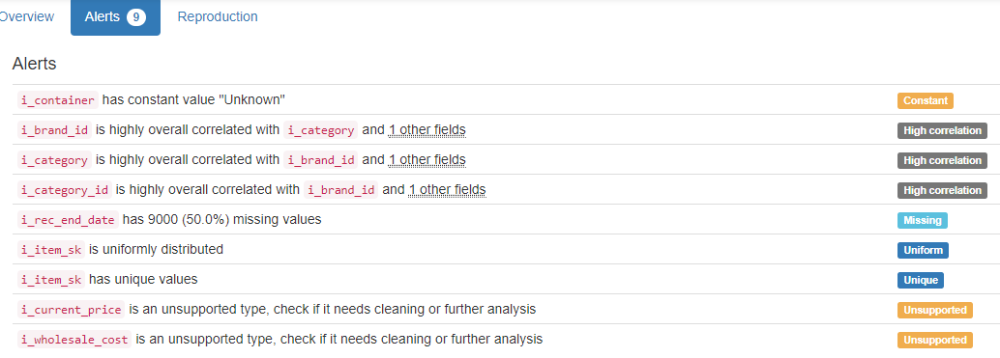 Overview Alerts 9 Reproduction
Alerts
i_container has constant value "Unknown" Constant
i_brand_id is highly overall correlated with i_category and 1 other fields High correlation
i_category is highly overall correlated with i_brand_id and 1 other fields High correlation
i_category_id is highly overall correlated with i_brand_id and 1 other fields High correlation
i_rec_end_date has 9000 (50.0%) missing values Missing
i_item_sk is uniformly distributed Uniform
i_item_sk has unique values Unique
i_current_price is an unsupported type, check if it needs cleaning or further analysis Unsupported
i_wholesale_cost is an unsupported type, check if it needs cleaning or further analysis Unsupported